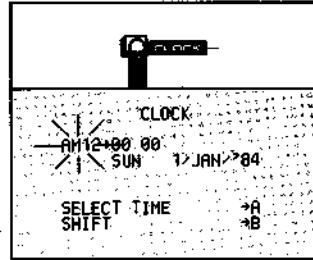 CLOCK
CLOCK
AM12:00 00
SUN 1/JAN/'84
SELECT TIME →A
SHIFT →B